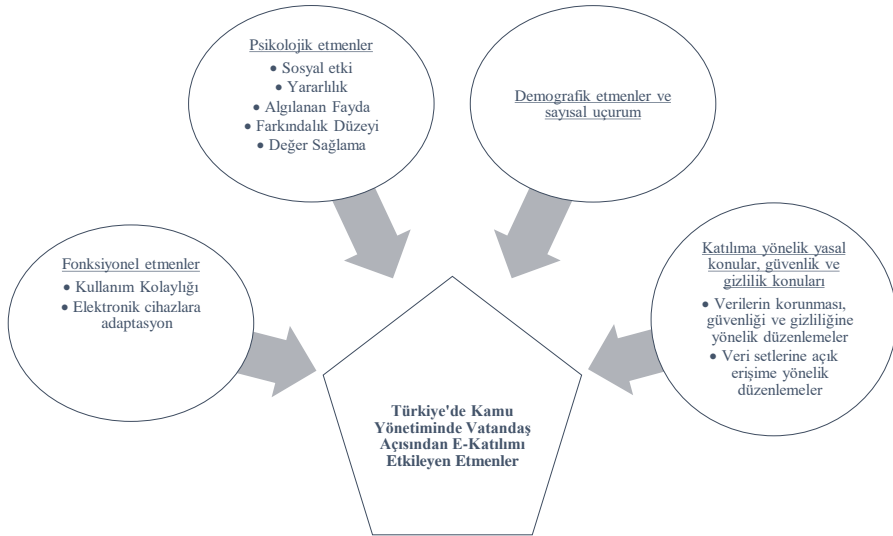 Psikolojik etmenler
• Sosyal etki
• Yararlılık
• Algılanan Fayda
• Farkındalık Düzeyi
• Değer Sağlama
Demografik etmenler ve
sayısal uçurum
Fonksiyonel etmenler
• Kullanım Kolaylığı
• Elektronik cihazlara
adaptasyon
Katılıma yönelik yasal
konular, güvenlik ve
gizlilik konuları
• Verilerin korunması,
güvenliği ve gizliliğine
yönelik düzenlemeler
• Veri setlerine açık
erişime yönelik
düzenlemeler
Türkiye'de Kamu
Yönetiminde Vatandaş
Açısından E-Katılımı
Etkileyen Etmenler